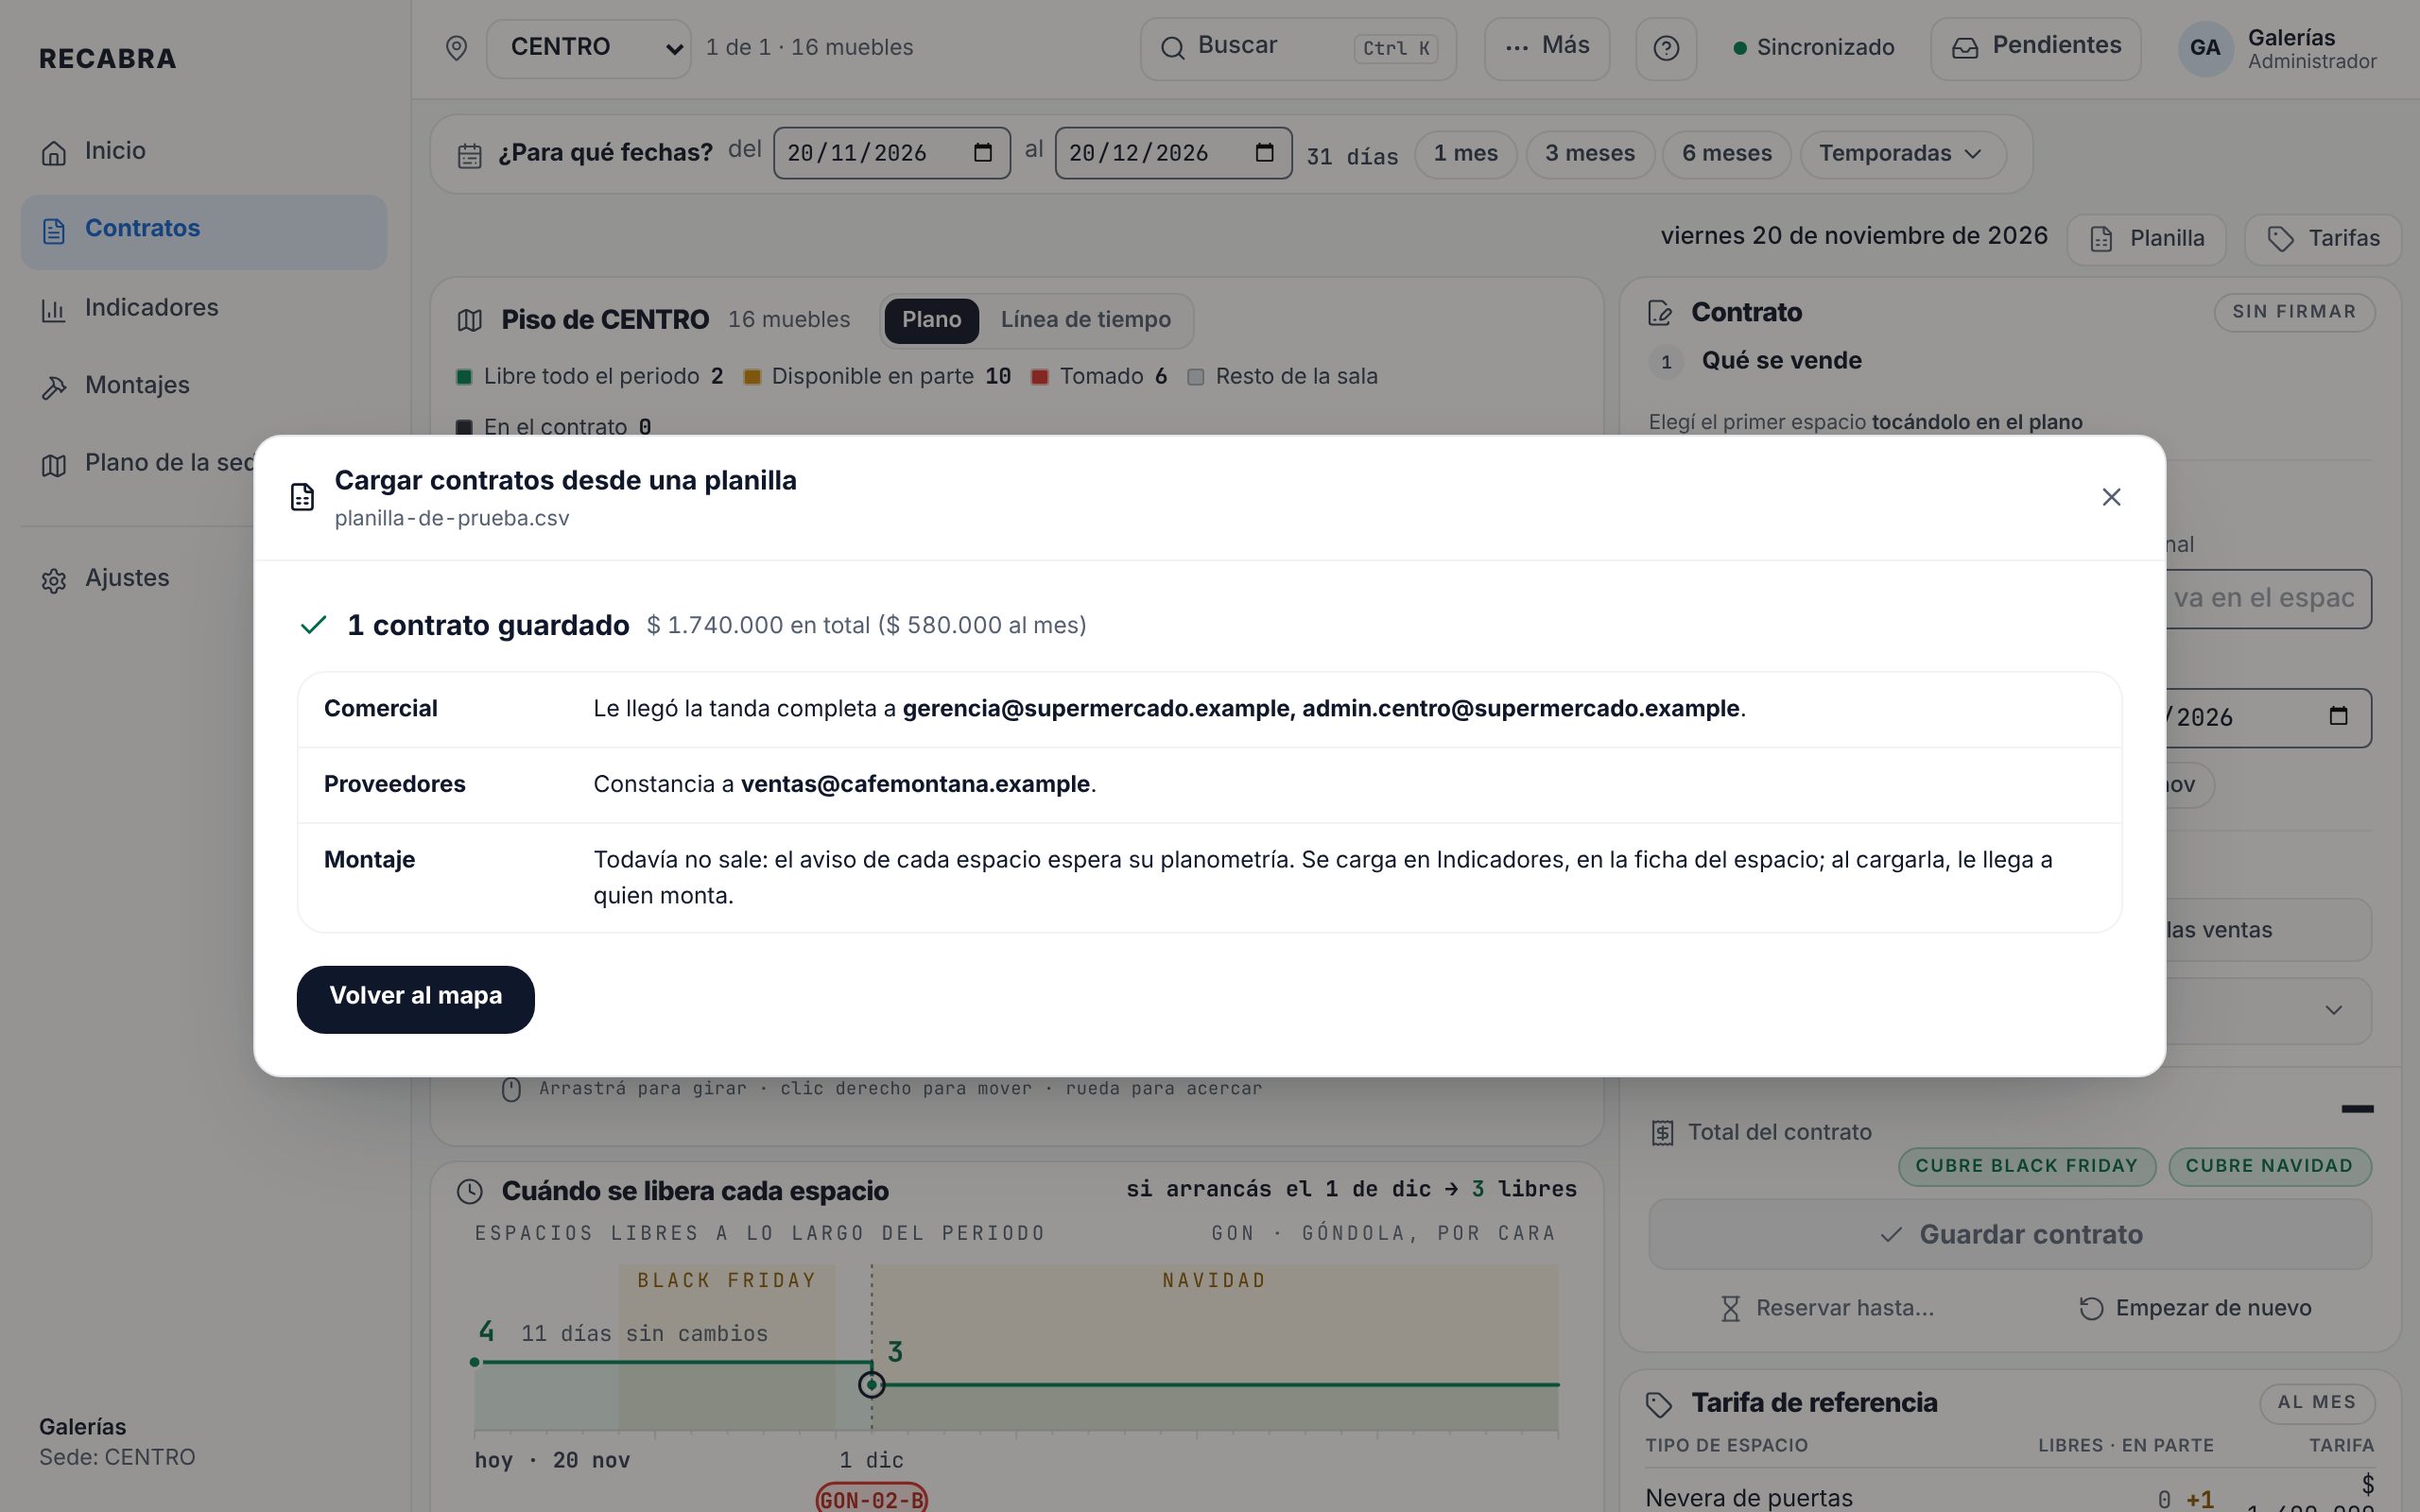 RECABRA
CENTRO
1 de 1 · 16 muebles
Buscar
Ctrl K
Más
Sincronizado
Pendientes
GA
Galerías
Administrador
Inicio
Contratos
Indicadores
Montajes
Plano de la
Ajustes
¿Para qué fechas? del 20/11/2026 al 20/12/2026 31 días
1 mes
3 meses
6 meses
Temporadas
viernes 20 de noviembre de 2026
Planilla
Tarifas
Piso de CENTRO 16 muebles
Plano
Línea de tiempo
Libre todo el periodo 2
Disponible en parte 10
Tomado 6
Resto de la sala
En el contrato 0
Contrato
SIN FIRMAR
1 Qué se vende
Elegí el primer espacio tocándolo en el plano
Cargar contratos desde una planilla
planilla-de-prueba.csv
1 contrato guardado $ 1.740.000 en total ($ 580.000 al mes)
Comercial
Le llegó la tanda completa a gerencia@supermercado.example, admin.centro@supermercado.example.
Proveedores
Constancia a ventas@cafemontana.example.
Montaje
Todavía no sale: el aviso de cada espacio espera su planometría. Se carga en Indicadores, en la ficha del espacio; al cargarla, le llega a
quien monta.
Volver al mapa
va en el espac
/2026
las ventas
Arrastrá para girar · clic derecho para mover · rueda para acercar
Total del contrato
CUBRE BLACK FRIDAY
CUBRE NAVIDAD
Guardar contrato
Reservar hasta...
Empezar de nuevo
Cuándo se libera cada espacio
si arrancás el 1 de dic → 3 libres
ESPACIOS LIBRES A LO LARGO DEL PERIODO
GON · GÓNDOLA, POR CARA
BLACK FRIDAY
NAVIDAD
4 11 días sin cambios
3
hoy · 20 nov
1 dic
GON-02-B
Tarifa de referencia
AL MES
TIPO DE ESPACIO
LIBRES · EN PARTE
TARIFA
Nevera de puertas
0 +1
$
Galerías
Sede: CENTRO